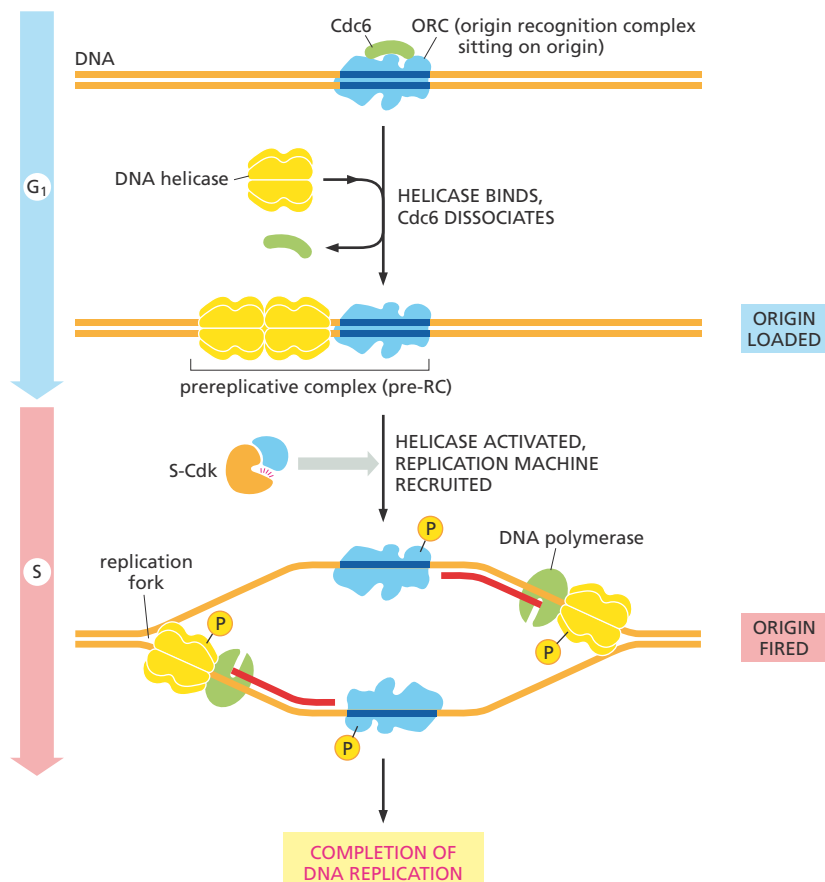 Cdc6
ORC (origin recognition complex
sitting on origin)
DNA
G1
DNA helicase
HELICASE BINDS,
Cdc6 DISSOCIATES
ORIGIN
LOADED
prereplicative complex (pre-RC)
S-Cdk
HELICASE ACTIVATED,
REPLICATION MACHINE
RECRUITED
S
replication
fork
P
DNA polymerase
P
P
P
ORIGIN
FIRED
COMPLETION OF
DNA REPLICATION